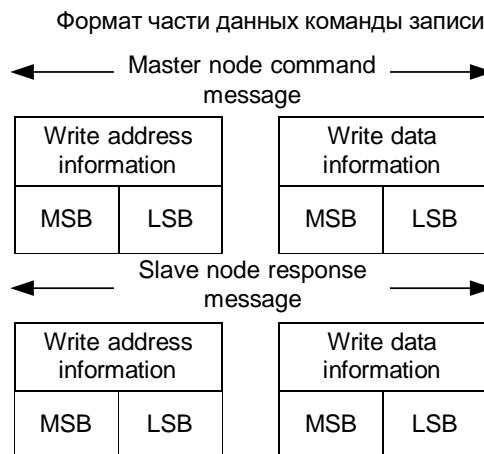 Формат части данных команды записи
Master node command
message
Write address
information
Write data
information
MSB
LSB
MSB
LSB
Slave node response
message
Write address
information
Write data
information
MSB
LSB
MSB
LSB